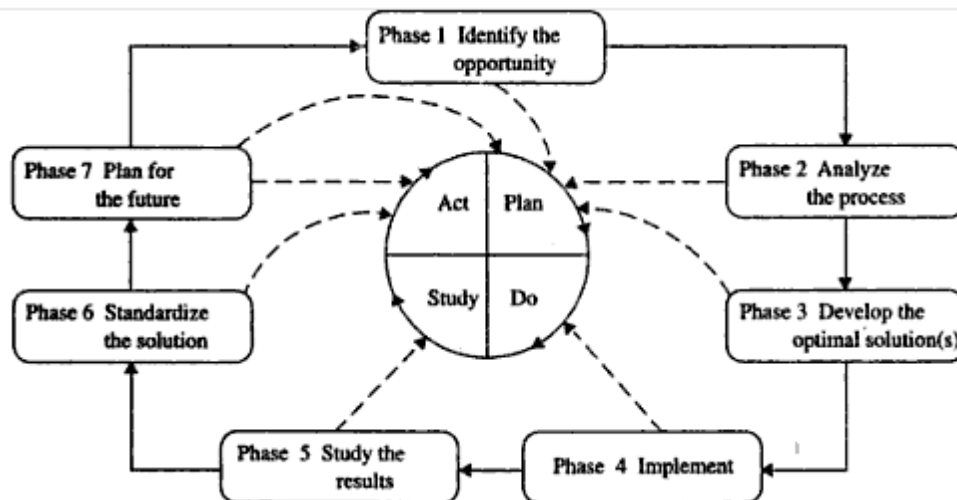 Phase 1 Identify the
opportunity
Phase 7 Plan for
the future
Phase 2 Analyze
the process
Act
Plan
Study
Do
Phase 6 Standardize
the solution
Phase 3 Develop the
optimal solution(s)
Phase 5 Study the
results
Phase 4 Implement